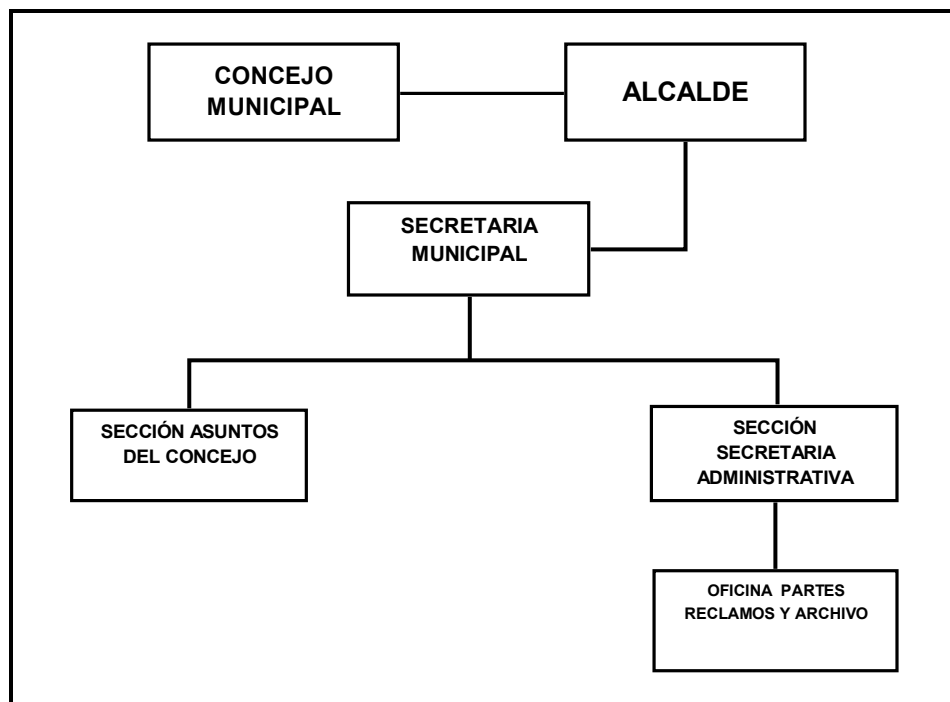 CONCEJO
MUNICIPAL
ALCALDE
SECRETARIA
MUNICIPAL
SECCIÓN ASUNTOS
DEL CONCEJO
SECCIÓN
SECRETARIA
ADMINISTRATIVA
OFICINA PARTES
RECLAMOS Y ARCHIVO